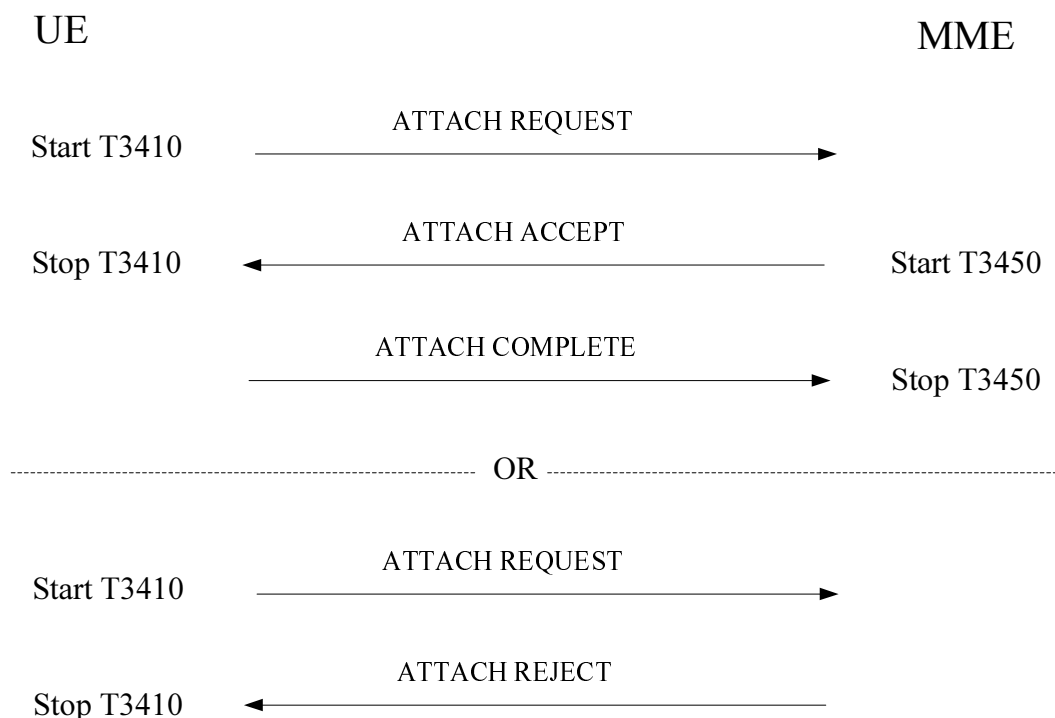 UE
MME
ATTACH REQUEST
Start T3410
ATTACH ACCEPT
Stop T3410
Start T3450
ATTACH COMPLETE
Stop T3450
OR
ATTACH REQUEST
Start T3410
ATTACH REJECT
Stop T3410